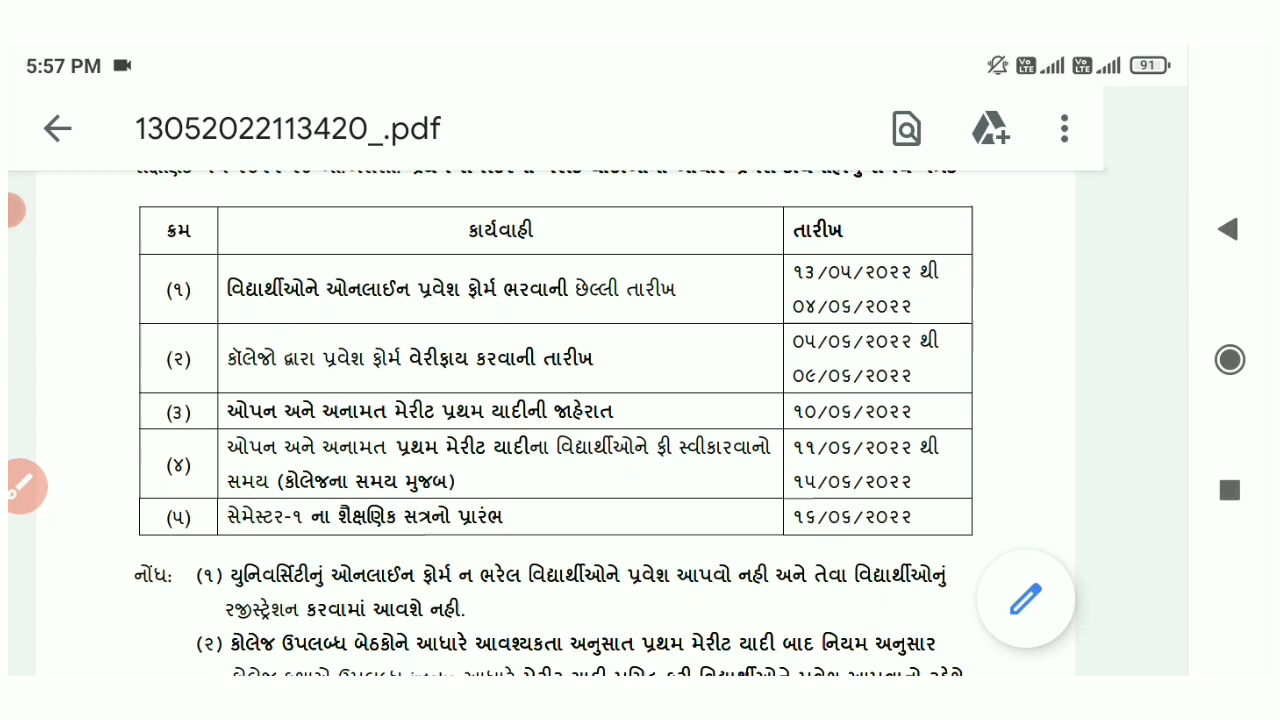 5:57 PM
91
13052022113420_.pdf
ક્રમ કાર્યવાહી તારીખ
(૧) વિદ્યાર્થીઓને ઓનલાઈન પ્રવેશ ફોર્મ ભરવાની છેલ્લી તારીખ ૧૩/૦૫/૨૦૨૨ થી
૦૪/૦૬/૨૦૨૨
(૨) કૉલેજો દ્વારા પ્રવેશ ફોર્મ વેરીફાય કરવાની તારીખ ૦૫/૦૬/૨૦૨૨ થી
૦૯/૦૬/૨૦૨૨
(૩) ઓપન અને અનામત મેરીટ પ્રથમ યાદીની જાહેરાત ૧૦/૦૬/૨૦૨૨
(૪) ઓપન અને અનામત પ્રથમ મેરીટ યાદીના વિદ્યાર્થીઓને ફી સ્વીકારવાનો ૧૧/૦૬/૨૦૨૨ થી
સમય (કોલેજના સમય મુજબ) ૧૫/૦૬/૨૦૨૨
(૫) સેમેસ્ટર-૧ ના શૈક્ષણિક સત્રનો પ્રારંભ ૧૬/૦૬/૨૦૨૨
નોંધ: (૧) યુનિવર્સિટીનું ઓનલાઈન ફોર્મ ન ભરેલ વિદ્યાર્થીઓને પ્રવેશ આપવો નહી અને તેવા વિદ્યાર્થીઓનું
રજીસ્ટ્રેશન કરવામાં આવશે નહી.
(૨) કોલેજ ઉપલબ્ધ બેઠકોને આધારે આવશ્યકતા અનુસાત પ્રથમ મેરીટ યાદી બાદ નિયમ અનુસાર